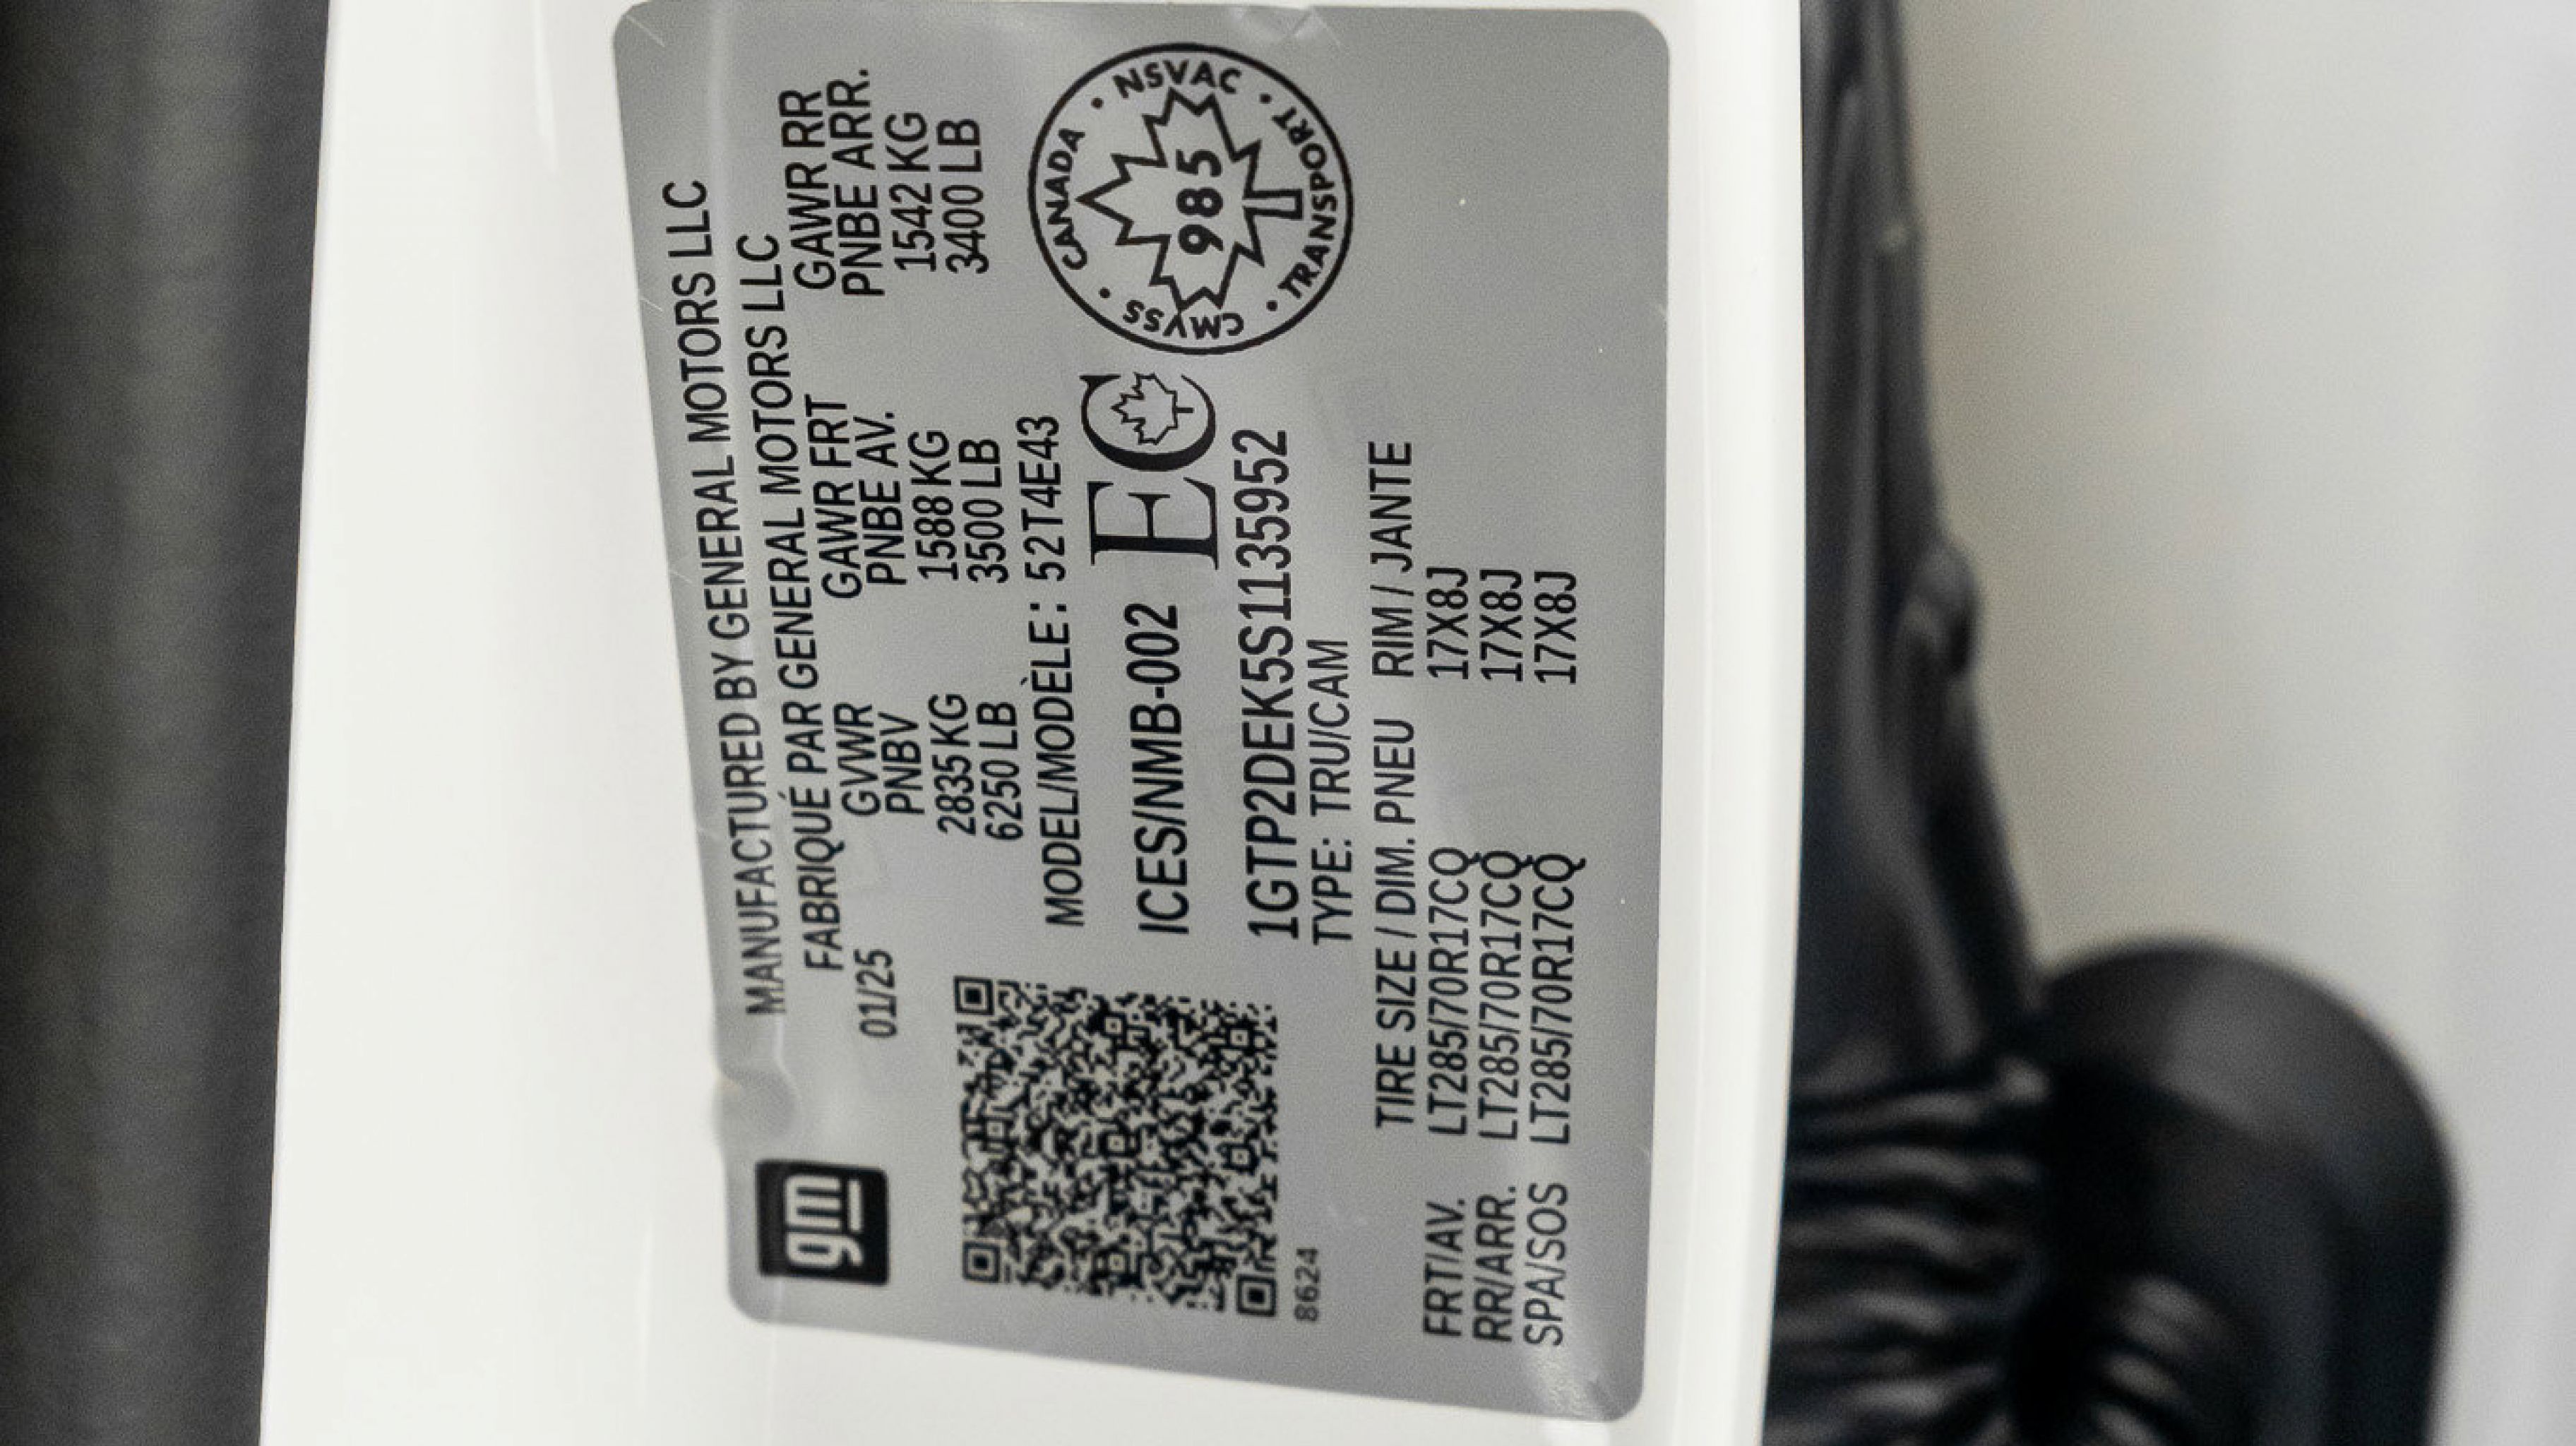 gm
MANUFACTURED BY GENERAL MOTORS LLC
FABRIQUÉ PAR GENERAL MOTORS LLC
01/25 GVWR GAWR FRT GAWR RR
PNBV PNBE AV. PNBE ARR.
2835 KG 1588 KG 1542 KG
6250 LB 3500 LB 3400 LB
MODEL/MODÈLE: 52T4E43
ICES/NMB-002 EC
CANADA · NSVAC · TRANSPORT · CMVSS ·
985
1GTP2DEK5S1135952
TYPE: TRU/CAM
8624
TIRE SIZE / DIM. PNEU RIM / JANTE
FRT/AV. LT285/70R17CQ 17X8J
RR/ARR. LT285/70R17CQ 17X8J
SPA/SOS LT285/70R17CQ 17X8J